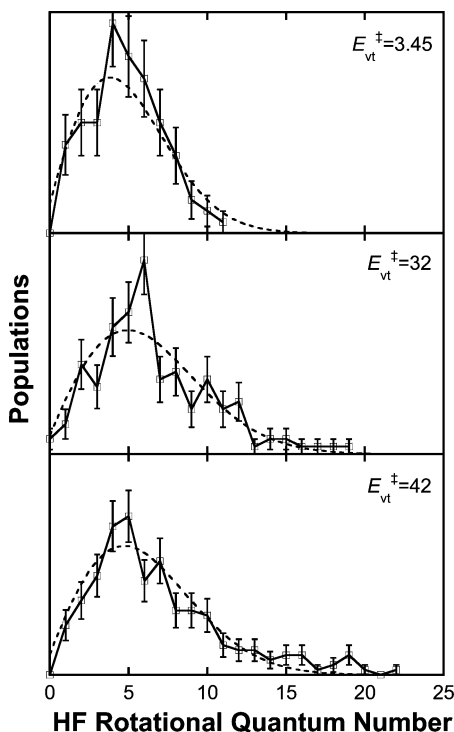 E_vt‡=3.45
E_vt‡=32
E_vt‡=42
Populations
0 5 10 15 20 25
HF Rotational Quantum Number